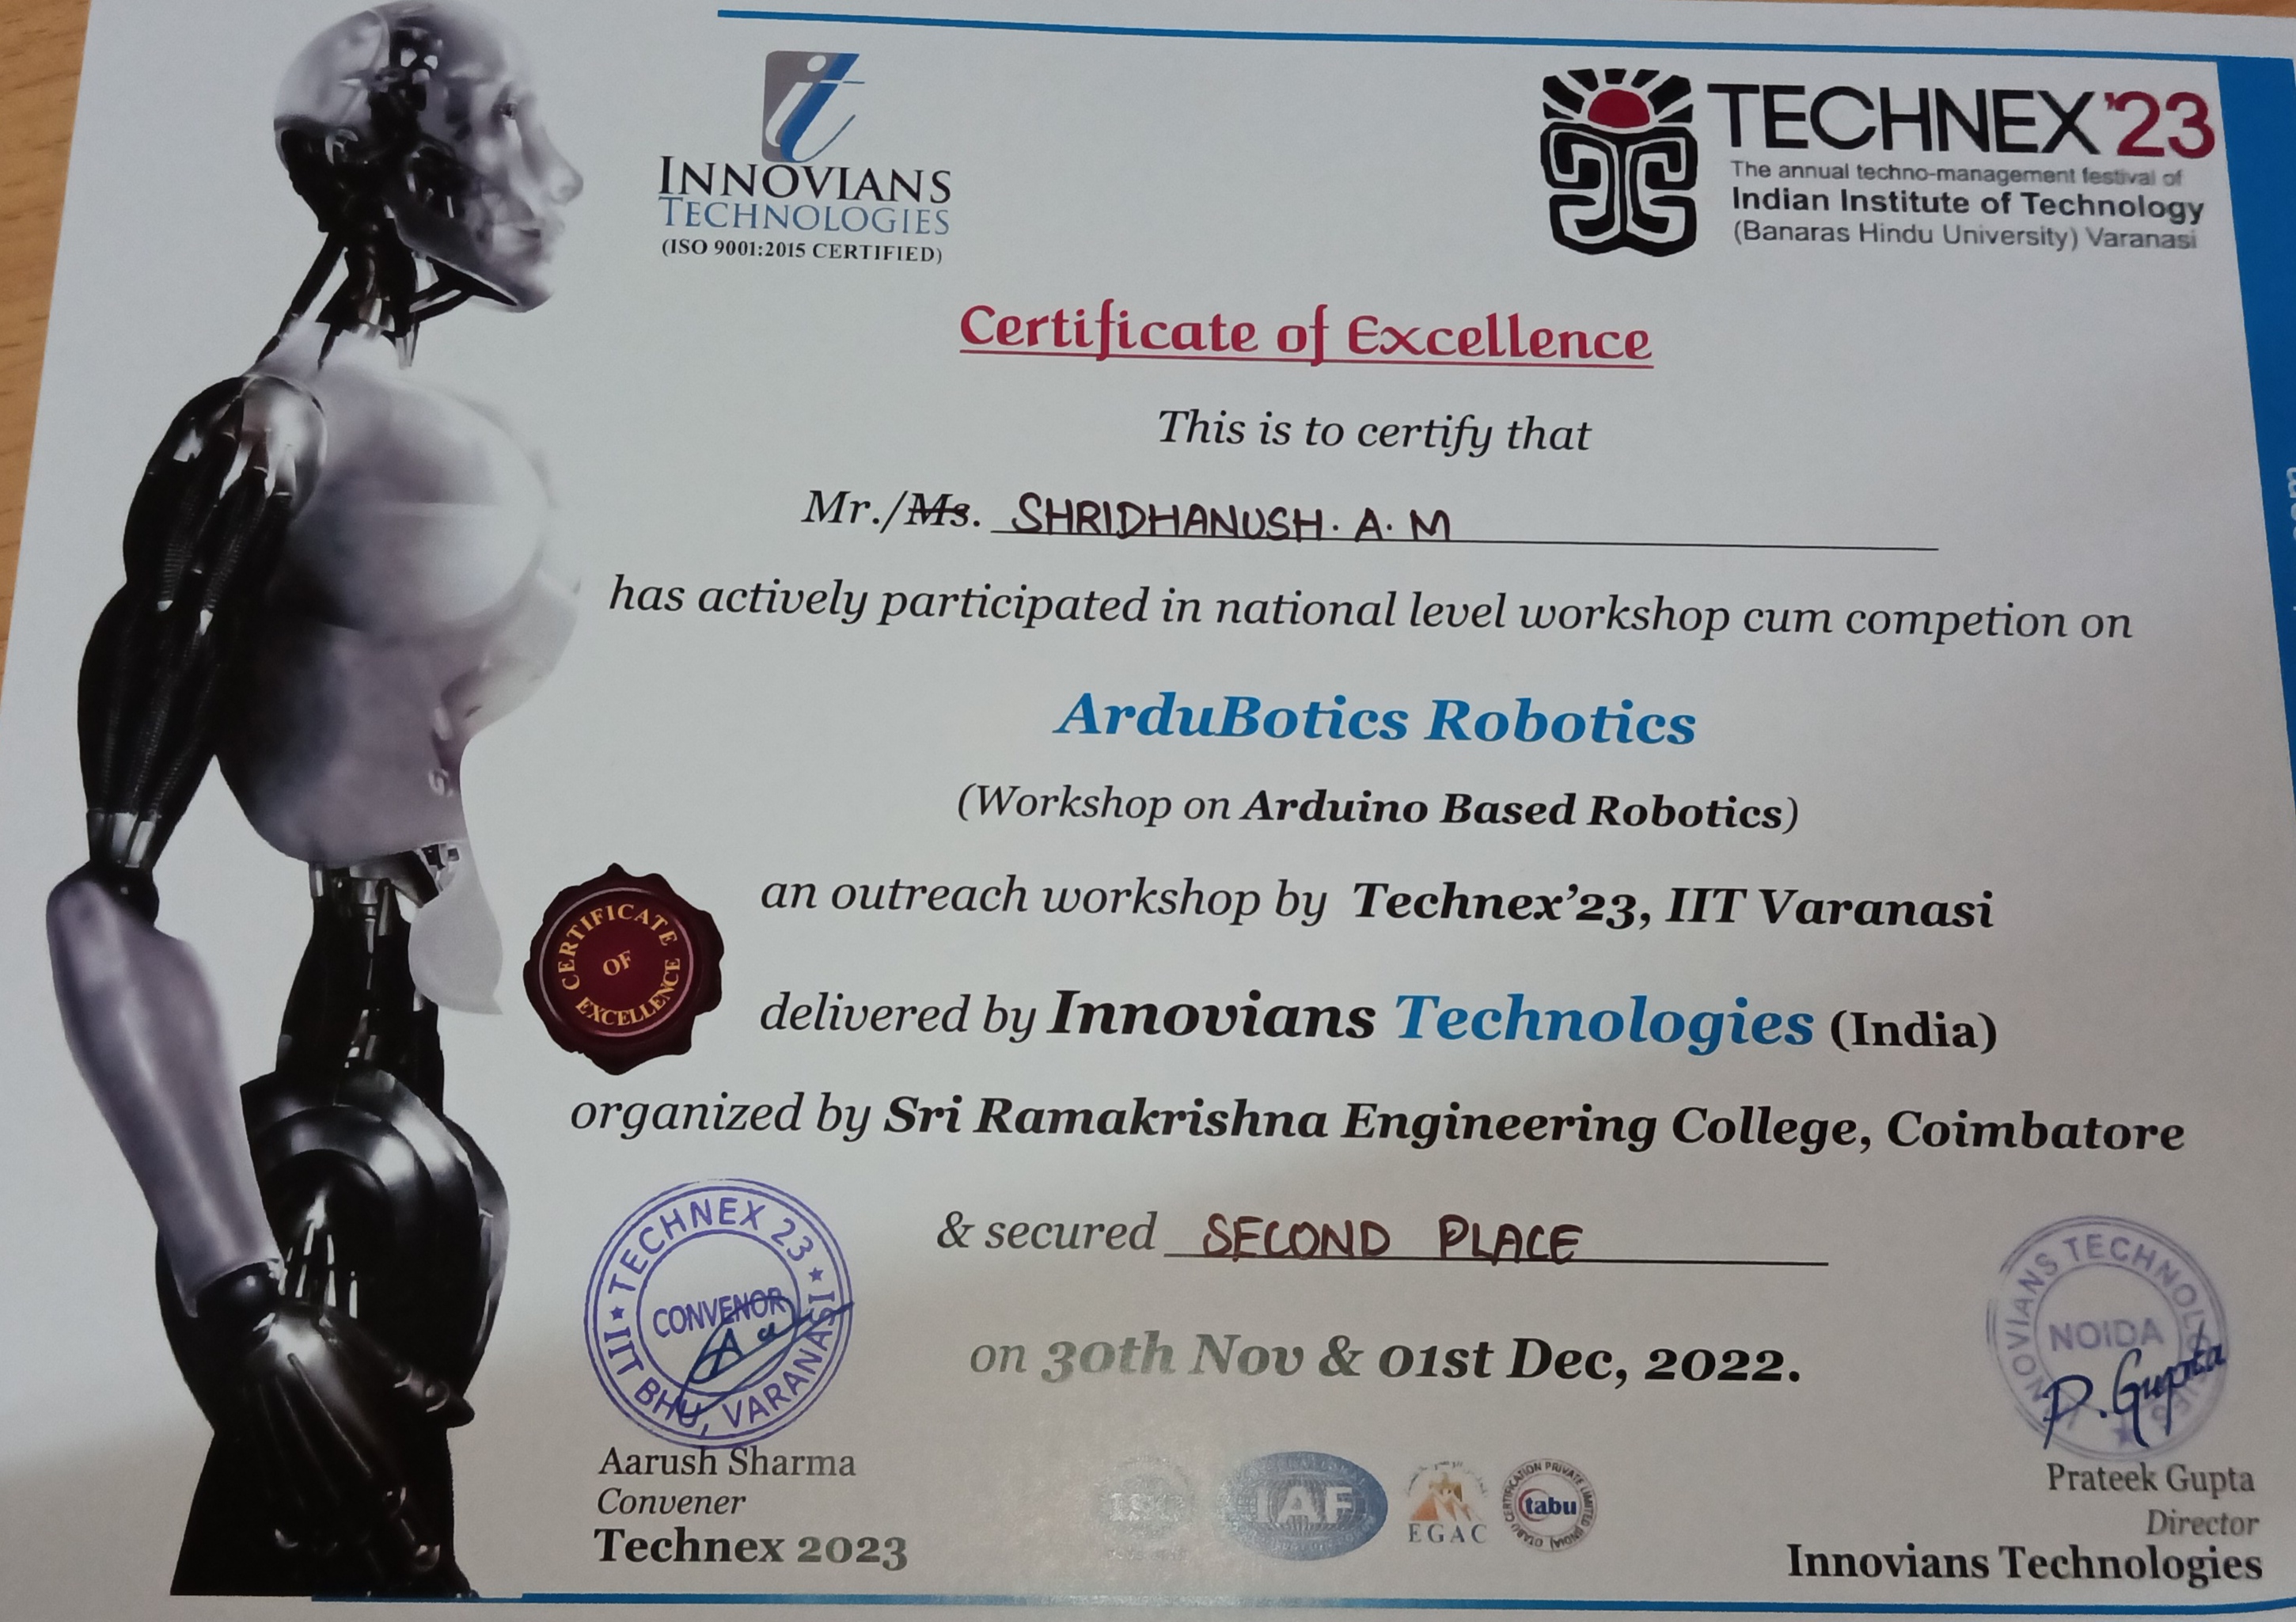 it
INNOVIANS
TECHNOLOGIES
(ISO 9001:2015 CERTIFIED)
TECHNEX'23
The annual techno-management festival of
Indian Institute of Technology
(Banaras Hindu University) Varanasi
Certificate of Excellence
This is to certify that
Mr./Ms. SHRIDHANUSH. A. M
has actively participated in national level workshop cum competion on
ArduBotics Robotics
(Workshop on Arduino Based Robotics)
an outreach workshop by Technex'23, IIT Varanasi
CERTIFICATE
OF
EXCELLENCE
delivered by Innovians Technologies (India)
organized by Sri Ramakrishna Engineering College, Coimbatore
& secured SECOND PLACE
on 30th Nov & 01st Dec, 2022.
TECHNEX 23
CONVENOR
IIT BHU, VARANASI
INNOVIANS TECHNOLOGIES
NOIDA
P. Gupta
Aarush Sharma
Convener
Technex 2023
ISO
IAF
EGAC
tabu
Prateek Gupta
Director
Innovians Technologies